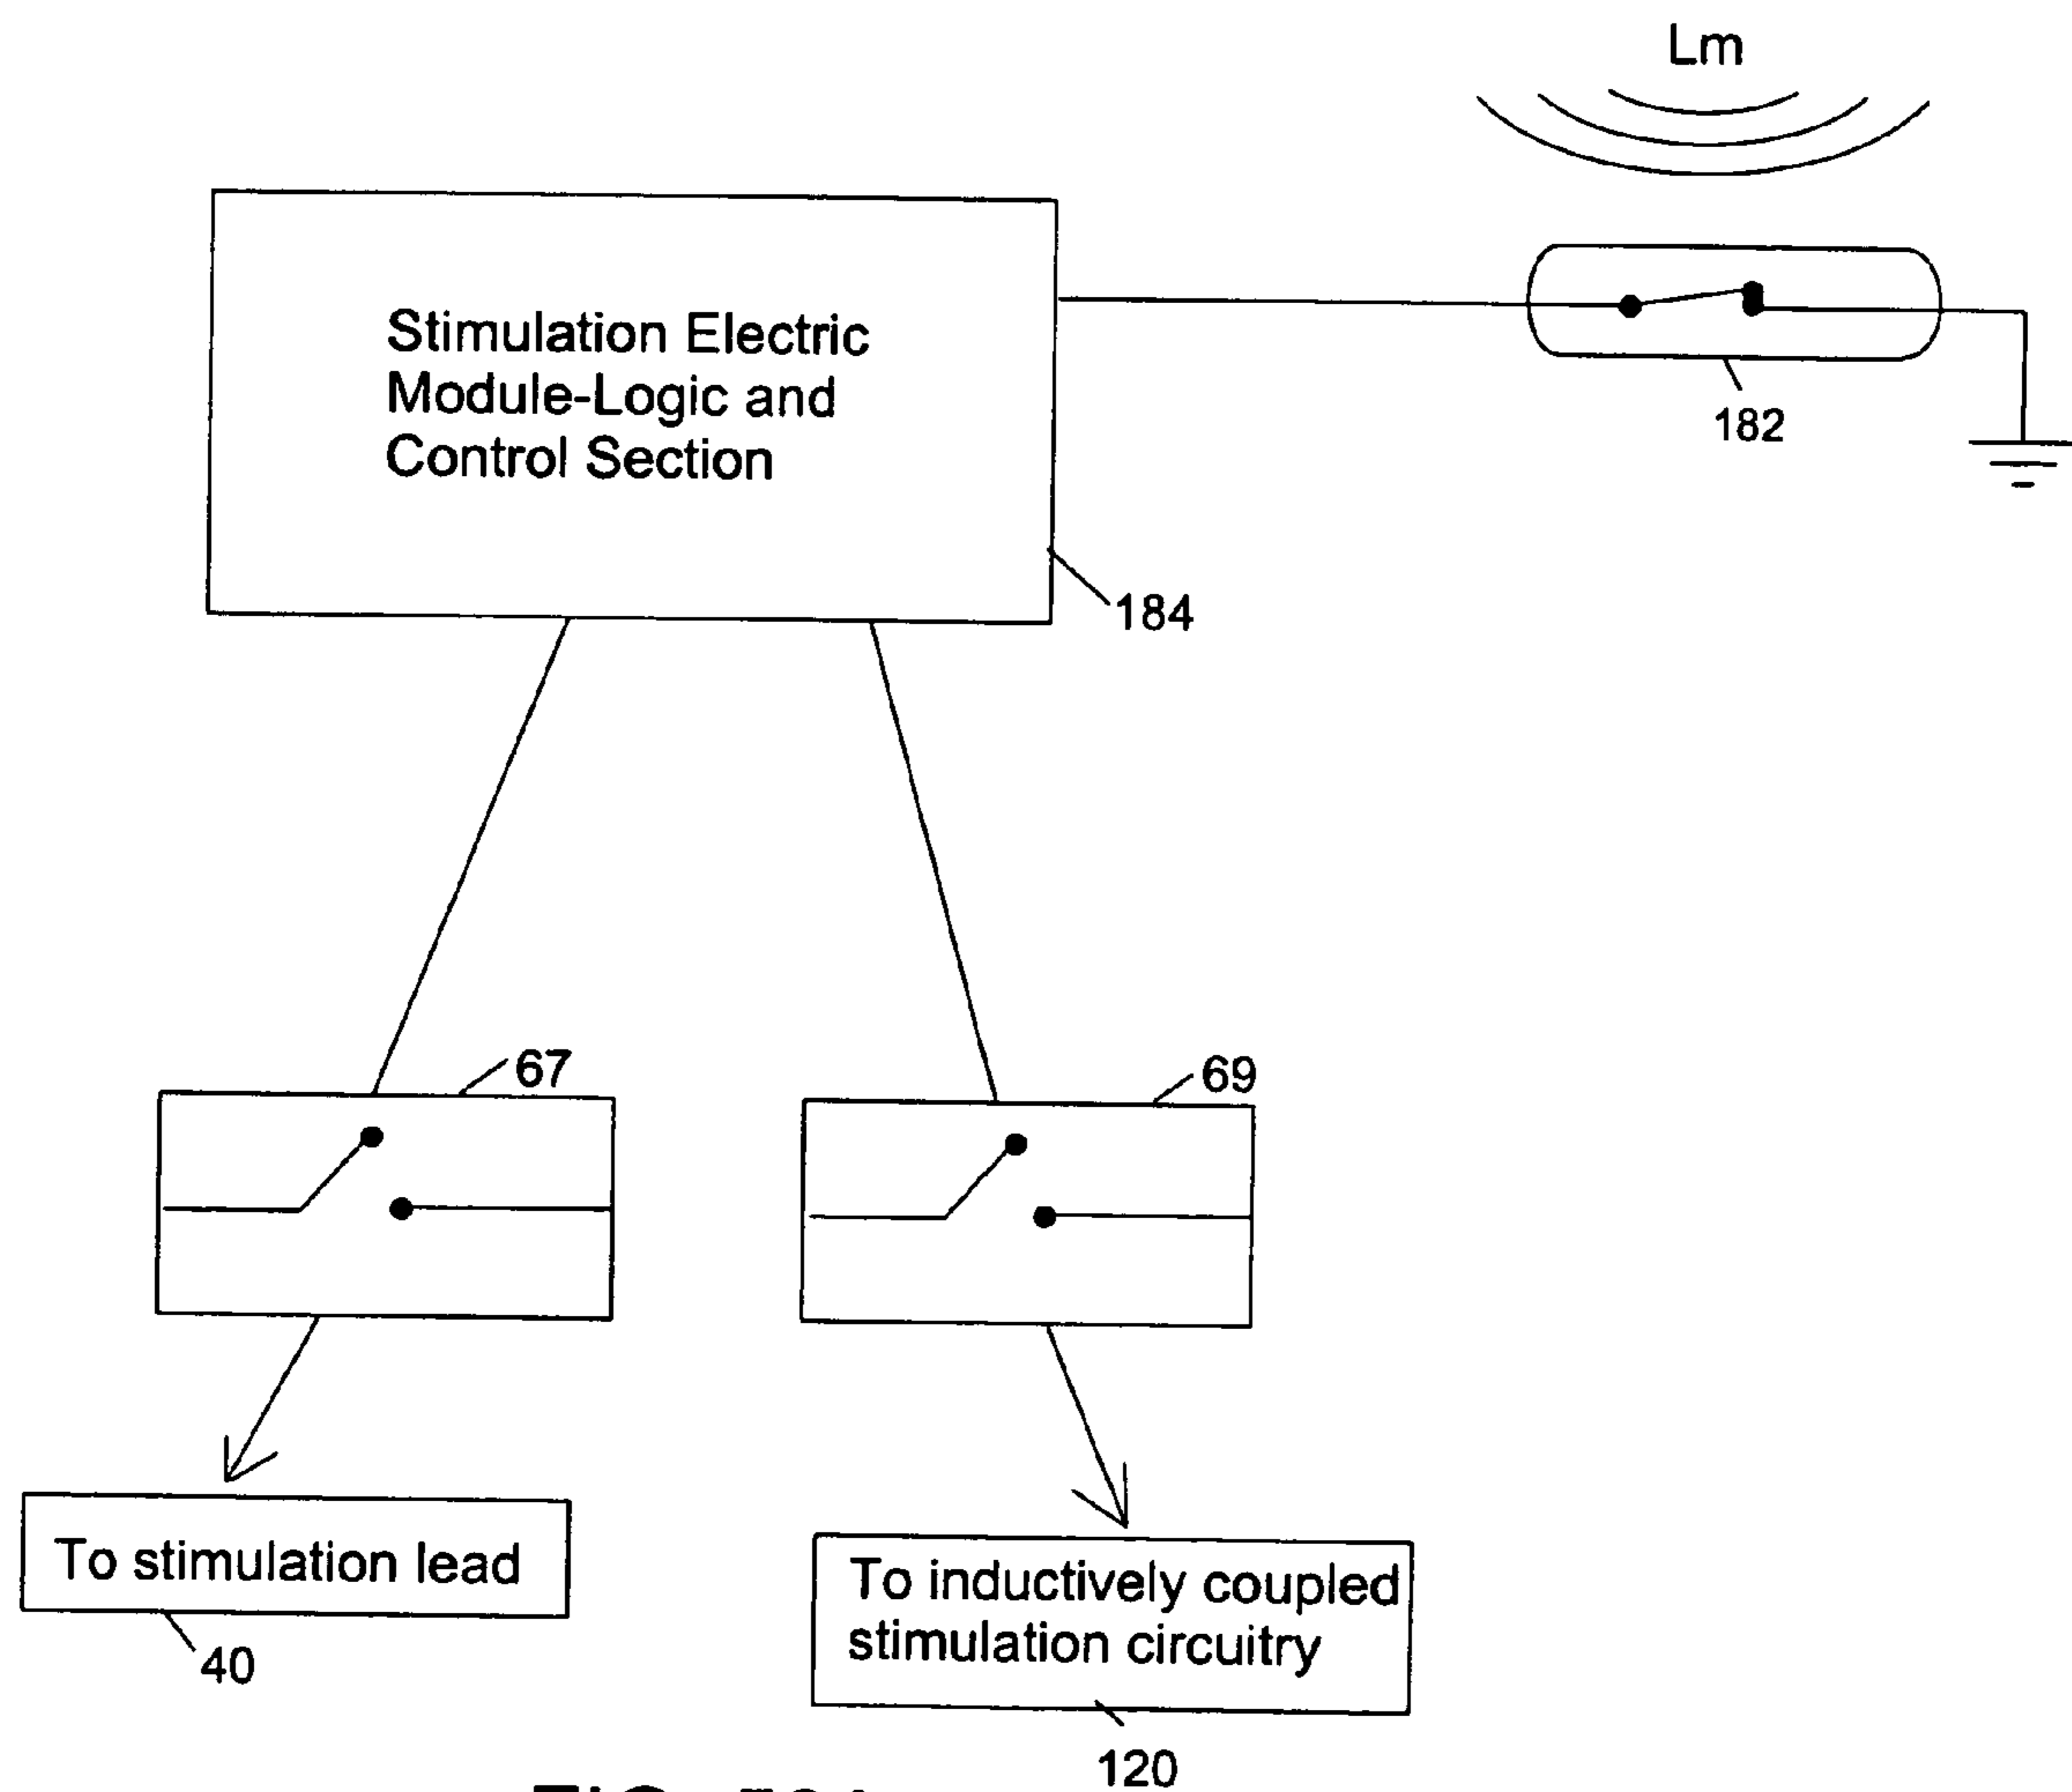 Lm
Stimulation Electric
Module-Logic and
Control Section
182
184
67
69
To stimulation lead
To inductively coupled
stimulation circuitry
40
120